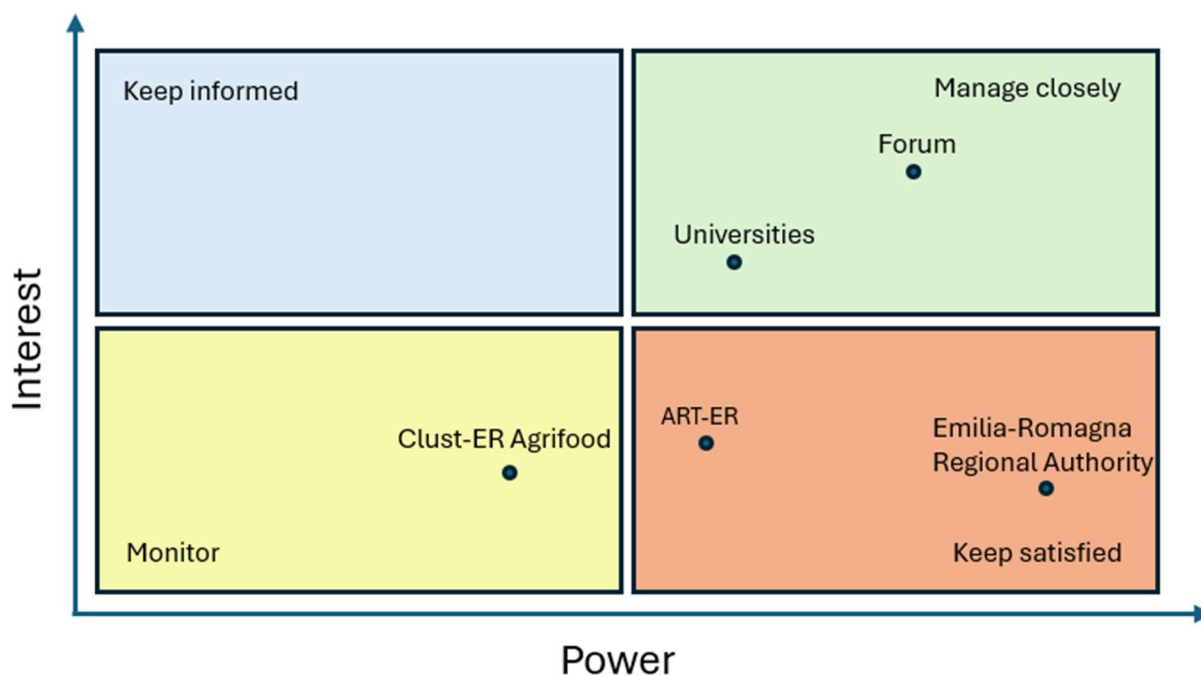 Keep informed
Manage closely
Forum
Universities
Interest
ART-ER
Clust-ER Agrifood
Emilia-Romagna
Regional Authority
Monitor
Keep satisfied
Power